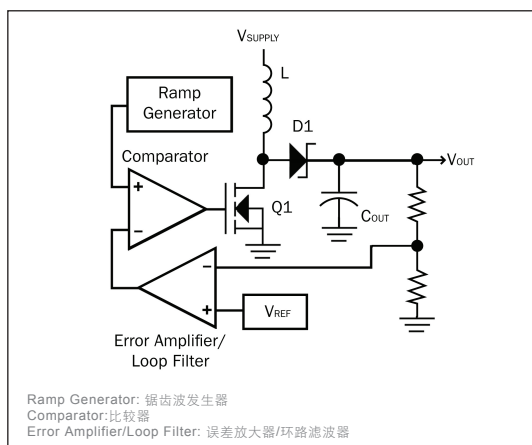 VSUPPLY
L
Ramp
Generator
D1
VOUT
Comparator
+
Q1
COUT
−
−
VREF
+
Error Amplifier/
Loop Filter
Ramp Generator: 锯齿波发生器
Comparator:比较器
Error Amplifier/Loop Filter: 误差放大器/环路滤波器